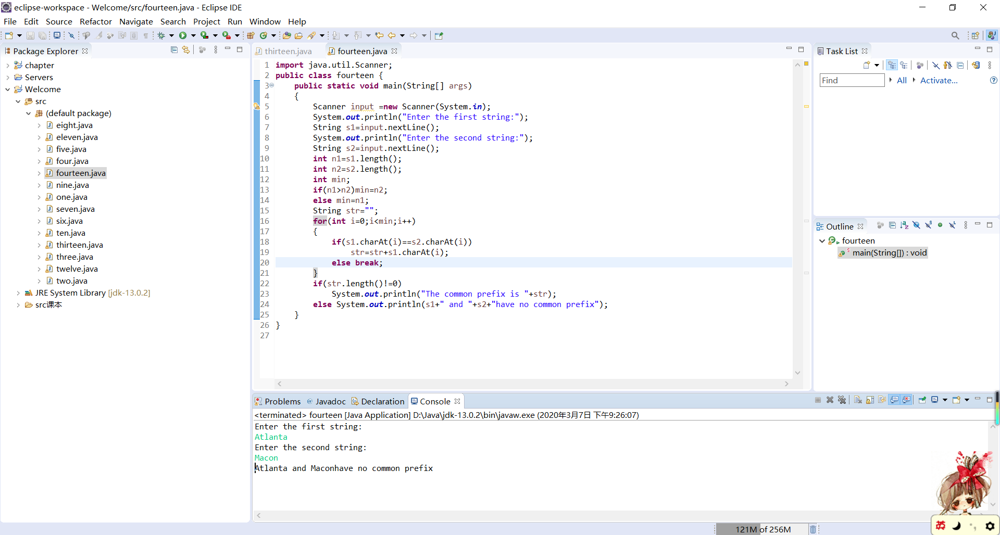 eclipse-workspace - Welcome/src/fourteen.java - Eclipse IDE
File Edit Source Refactor Navigate Search Project Run Window Help
Package Explorer
chapter
Servers
Welcome
src
(default package)
eight.java
eleven.java
five.java
four.java
fourteen.java
nine.java
one.java
seven.java
six.java
ten.java
thirteen.java
three.java
twelve.java
two.java
JRE System Library [jdk-13.0.2]
src课本
thirteen.java fourteen.java
1 import java.util.Scanner;
2 public class fourteen {
3 public static void main(String[] args)
4 {
5 Scanner input =new Scanner(System.in);
6 System.out.println("Enter the first string:");
7 String s1=input.nextLine();
8 System.out.println("Enter the second string:");
9 String s2=input.nextLine();
10 int n1=s1.length();
11 int n2=s2.length();
12 int min;
13 if(n1>n2)min=n2;
14 else min=n1;
15 String str="";
16 for(int i=0;i<min;i++)
17 {
18 if(s1.charAt(i)==s2.charAt(i))
19 str=str+s1.charAt(i);
20 else break;
21 }
22 if(str.length()!=0)
23 System.out.println("The common prefix is "+str);
24 else System.out.println(s1+" and "+s2+"have no common prefix");
25 }
26 }
27
Task List
Find All Activate...
Outline
fourteen
main(String[]) : void
Problems @ Javadoc Declaration Console
<terminated> fourteen [Java Application] D:\Java\jdk-13.0.2\bin\javaw.exe (2020年3月7日 下午9:26:07)
Enter the first string:
Atlanta
Enter the second string:
Macon
Atlanta and Maconhave no common prefix
121M of 256M
英